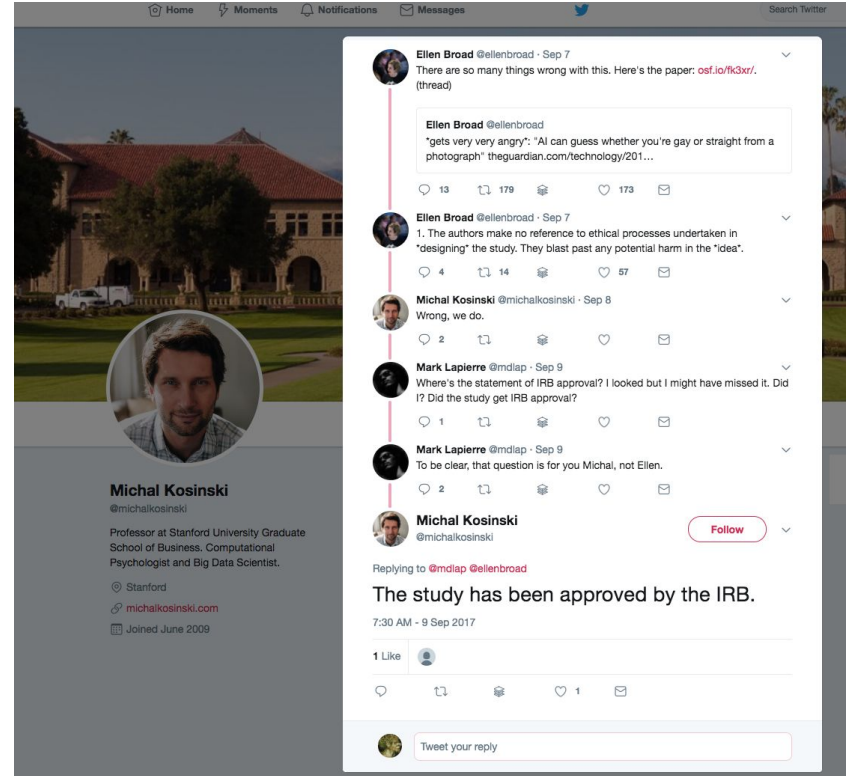 Home Moments Notifications Messages Search Twitter
Ellen Broad @ellenbroad · Sep 7
There are so many things wrong with this. Here's the paper: osf.io/fk3xr/.
(thread)
Ellen Broad @ellenbroad
*gets very very angry*: "AI can guess whether you're gay or straight from a
photograph" theguardian.com/technology/201…
13 179 173
Ellen Broad @ellenbroad · Sep 7
1. The authors make no reference to ethical processes undertaken in
*designing* the study. They blast past any potential harm in the *idea*.
4 14 57
Michal Kosinski @michalkosinski · Sep 8
Wrong, we do.
2
Mark Lapierre @mdlap · Sep 9
Where's the statement of IRB approval? I looked but I might have missed it. Did
I? Did the study get IRB approval?
1
Mark Lapierre @mdlap · Sep 9
To be clear, that question is for you Michal, not Ellen.
2
Michal Kosinski
@michalkosinski
Follow
Replying to @mdlap @ellenbroad
The study has been approved by the IRB.
7:30 AM - 9 Sep 2017
1 Like
1
Tweet your reply
Michal Kosinski
@michalkosinski
Professor at Stanford University Graduate
School of Business. Computational
Psychologist and Big Data Scientist.
Stanford
michalkosinski.com
Joined June 2009